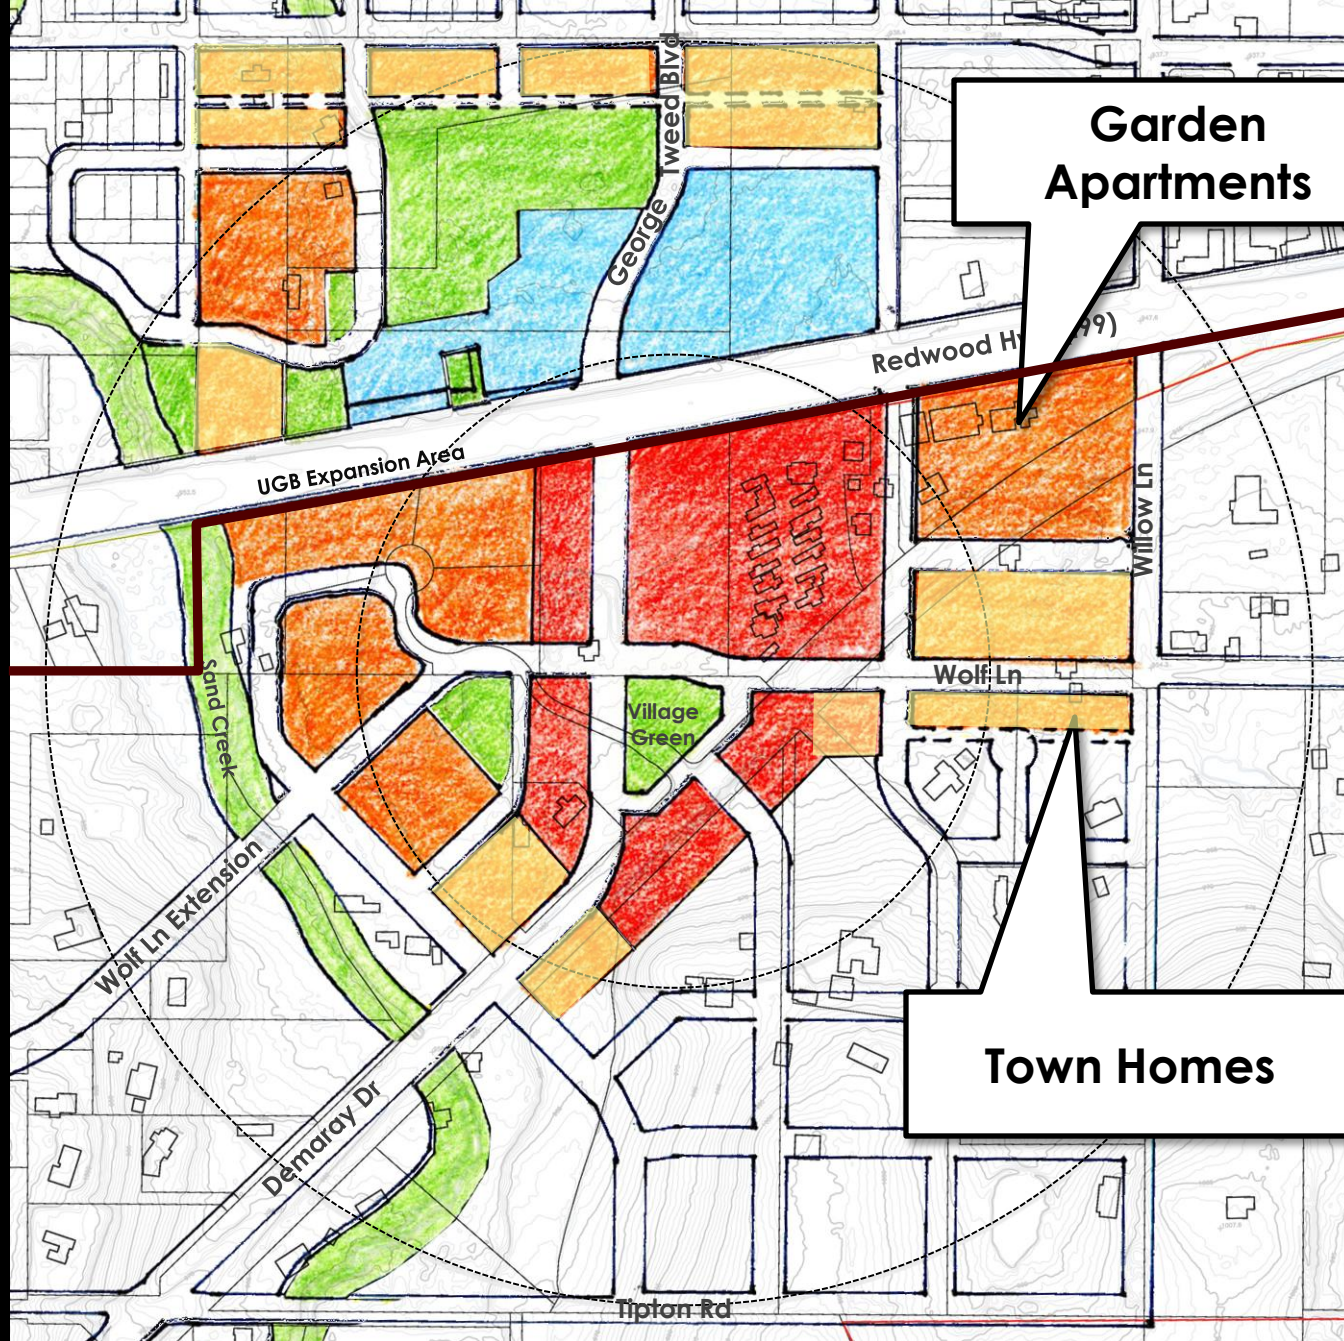 Tweed Blvd
George
Garden
Apartments
Redwood H
99)
UGB Expansion Area
Willow Ln
Wolf Ln
Village
Green
Sand Creek
Wolf Ln Extension
Town Homes
Demaray Dr
Tipton Rd